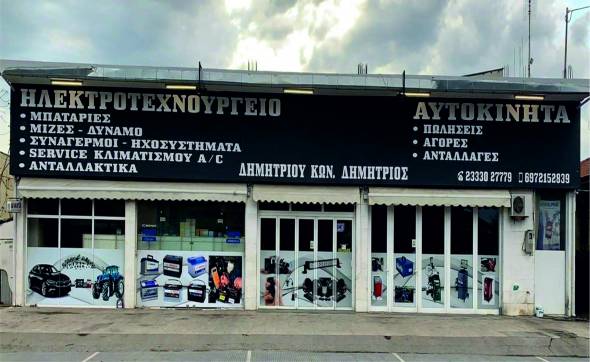 ΗΛΕΚΤΡΟΤΕΧΝΟΥΡΓΕΙΟ
• ΜΠΑΤΑΡΙΕΣ
• ΜΙΖΕΣ - ΔΥΝΑΜΟ
• ΣΥΝΑΓΕΡΜΟΙ - ΗΧΟΣΥΣΤΗΜΑΤΑ
• SERVICE ΚΛΙΜΑΤΙΣΜΟΥ A/C
• ΑΝΤΑΛΛΑΚΤΙΚΑ
ΔΗΜΗΤΡΙΟΥ ΚΩΝ. ΔΗΜΗΤΡΙΟΣ
ΑΥΤΟΚΙΝΗΤΑ
• ΠΩΛΗΣΕΙΣ
• ΑΓΟΡΕΣ
• ΑΝΤΑΛΛΑΓΕΣ
23330 27779 6972152839